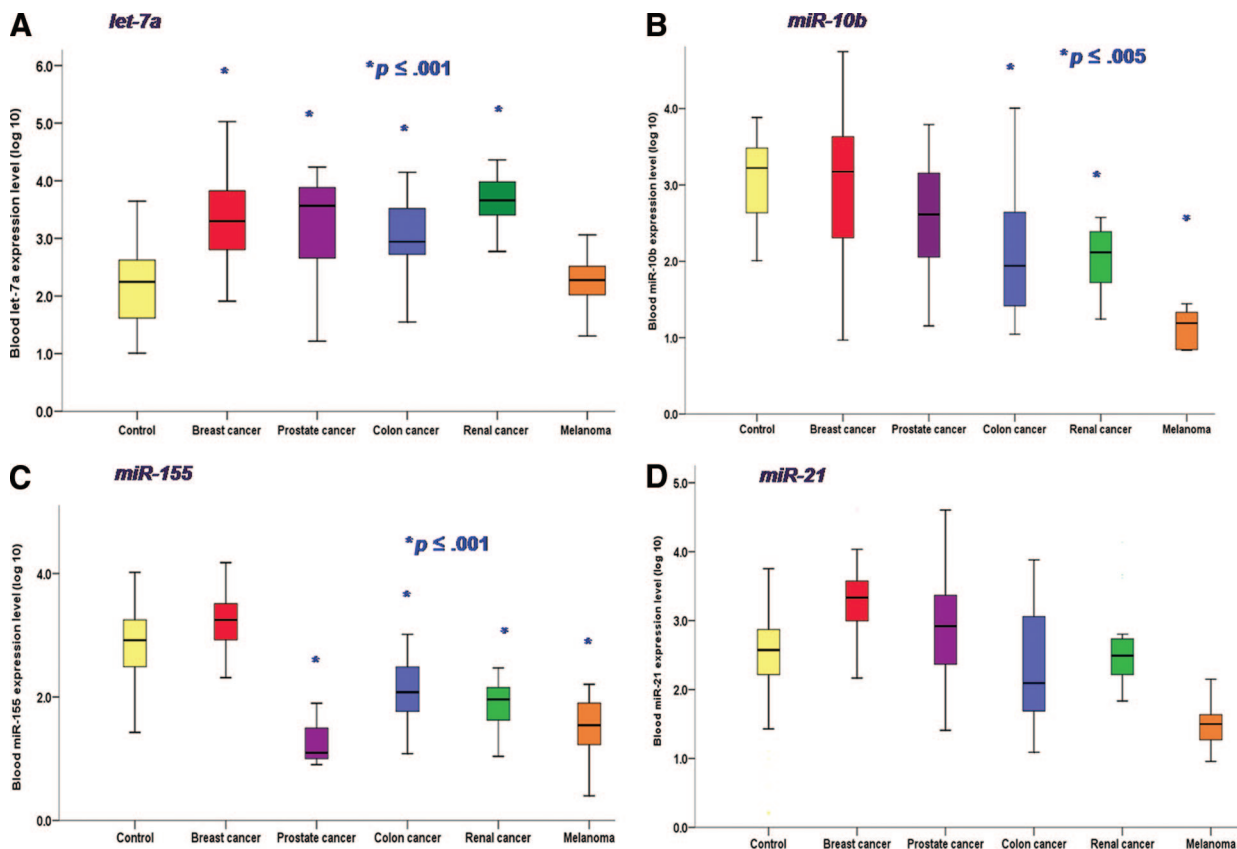 A
let-7a
*p ≤ .001
Blood let-7a expression level (log 10)
6.0
5.0
4.0
3.0
2.0
1.0
0.0
* * * *
Control Breast cancer Prostate cancer Colon cancer Renal cancer Melanoma
B
miR-10b
*p ≤ .005
Blood miR-10b expression level (log 10)
4.0
3.0
2.0
1.0
0.0
* * *
Control Breast cancer Prostate cancer Colon cancer Renal cancer Melanoma
C
miR-155
*p ≤ .001
Blood miR-155 expression level (log 10)
4.0
2.0
0.0
* * * *
Control Breast cancer Prostate cancer Colon cancer Renal cancer Melanoma
D
miR-21
Blood miR-21 expression level (log 10)
5.0
4.0
3.0
2.0
1.0
0.0
Control Breast cancer Prostate cancer Colon cancer Renal cancer Melanoma